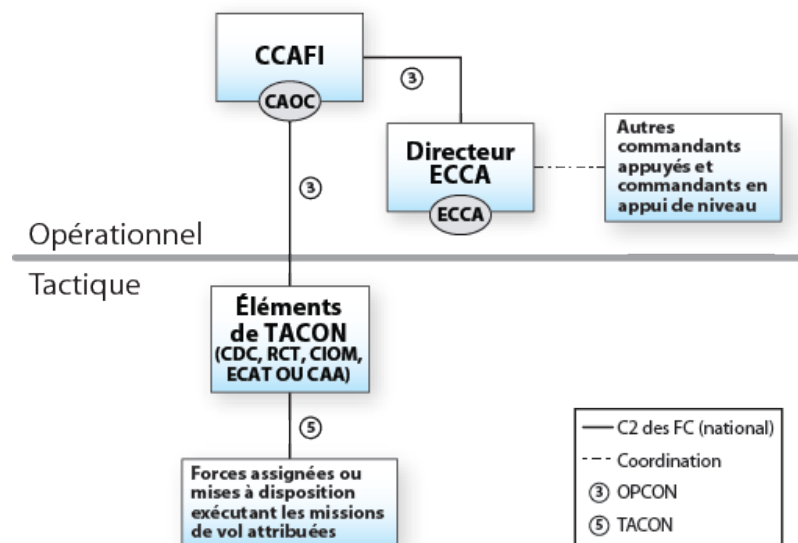 CCAFI
CAOC
③
Directeur
ECCA
ECCA
Autres
commandants
appuyés et
commandants en
appui de niveau
③
Opérationnel
Tactique
Éléments
de TACON
(CDC, RCT, CIOM,
ECAT OU CAA)
⑤
Forces assignées ou
mises à disposition
exécutant les missions
de vol attribuées
C2 des FC (national)
Coordination
③ OPCON
⑤ TACON